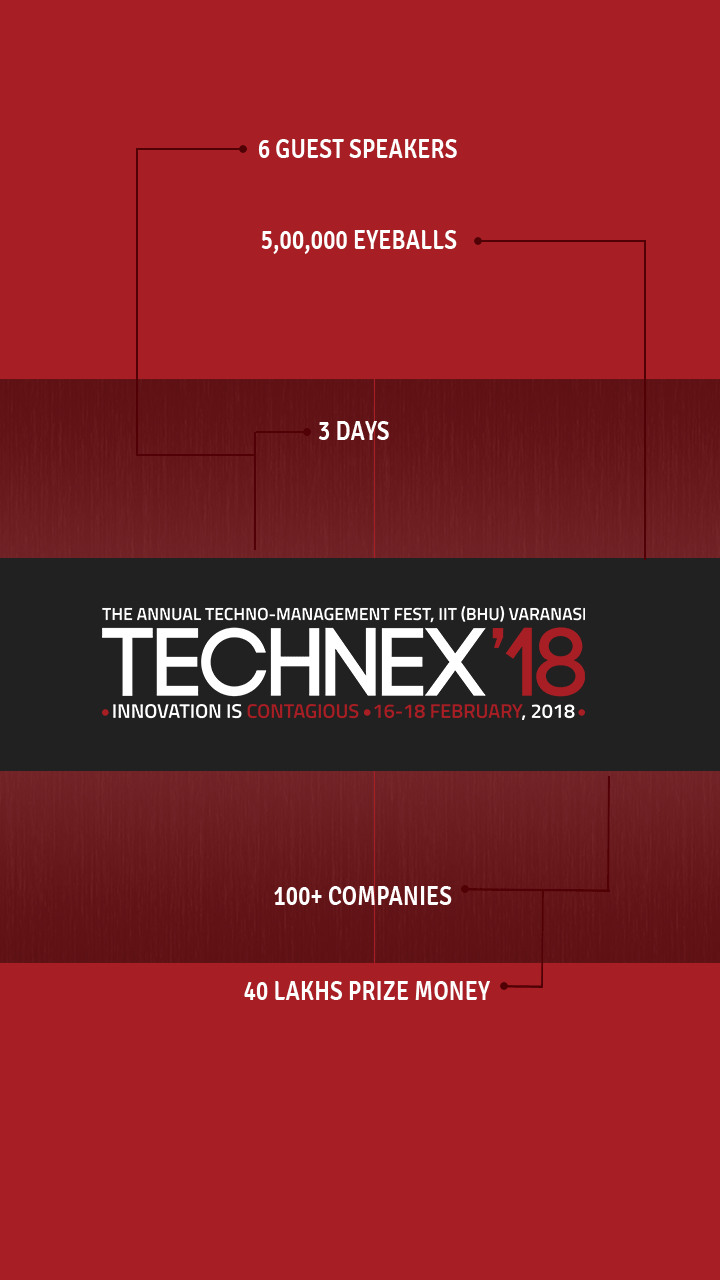 6 GUEST SPEAKERS
5,00,000 EYEBALLS
3 DAYS
THE ANNUAL TECHNO-MANAGEMENT FEST, IIT (BHU) VARANASI
TECHNEX '18
• INNOVATION IS CONTAGIOUS • 16-18 FEBRUARY, 2018 •
100+ COMPANIES
40 LAKHS PRIZE MONEY